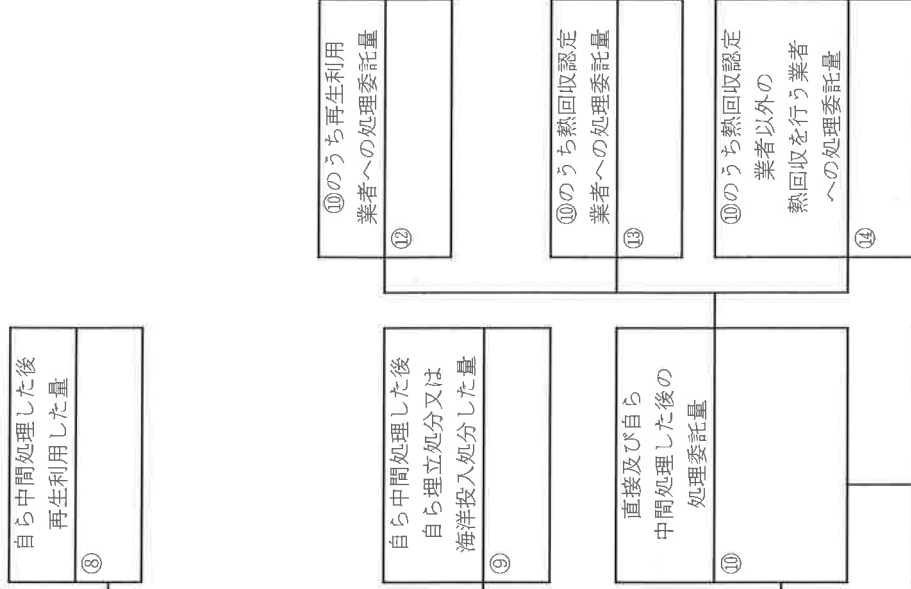 自ら中間処理した後
再生利用した量
⑧
自ら中間処理した後
自ら埋立処分又は
海洋投入処分した量
⑨
直接及び自ら
中間処理した後の
処理委託量
⑩
⑩のうち再生利用
業者への処理委託量
⑫
⑩のうち熱回収認定
業者への処理委託量
⑬
⑩のうち熱回収認定
業者以外の
熱回収を行う業者
への処理委託量
⑭